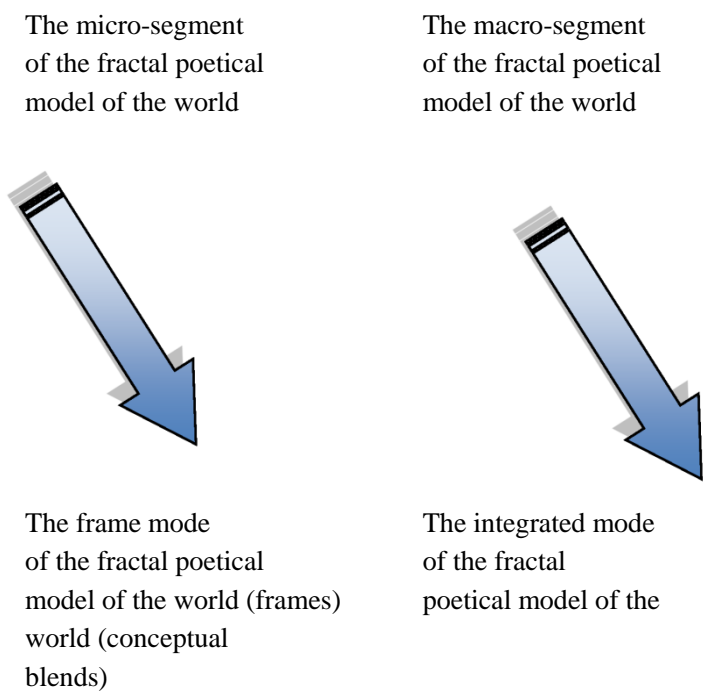 The micro-segment
of the fractal poetical
model of the world
The macro-segment
of the fractal poetical
model of the world
The frame mode
of the fractal poetical
model of the world (frames)
world (conceptual
blends)
The integrated mode
of the fractal
poetical model of the